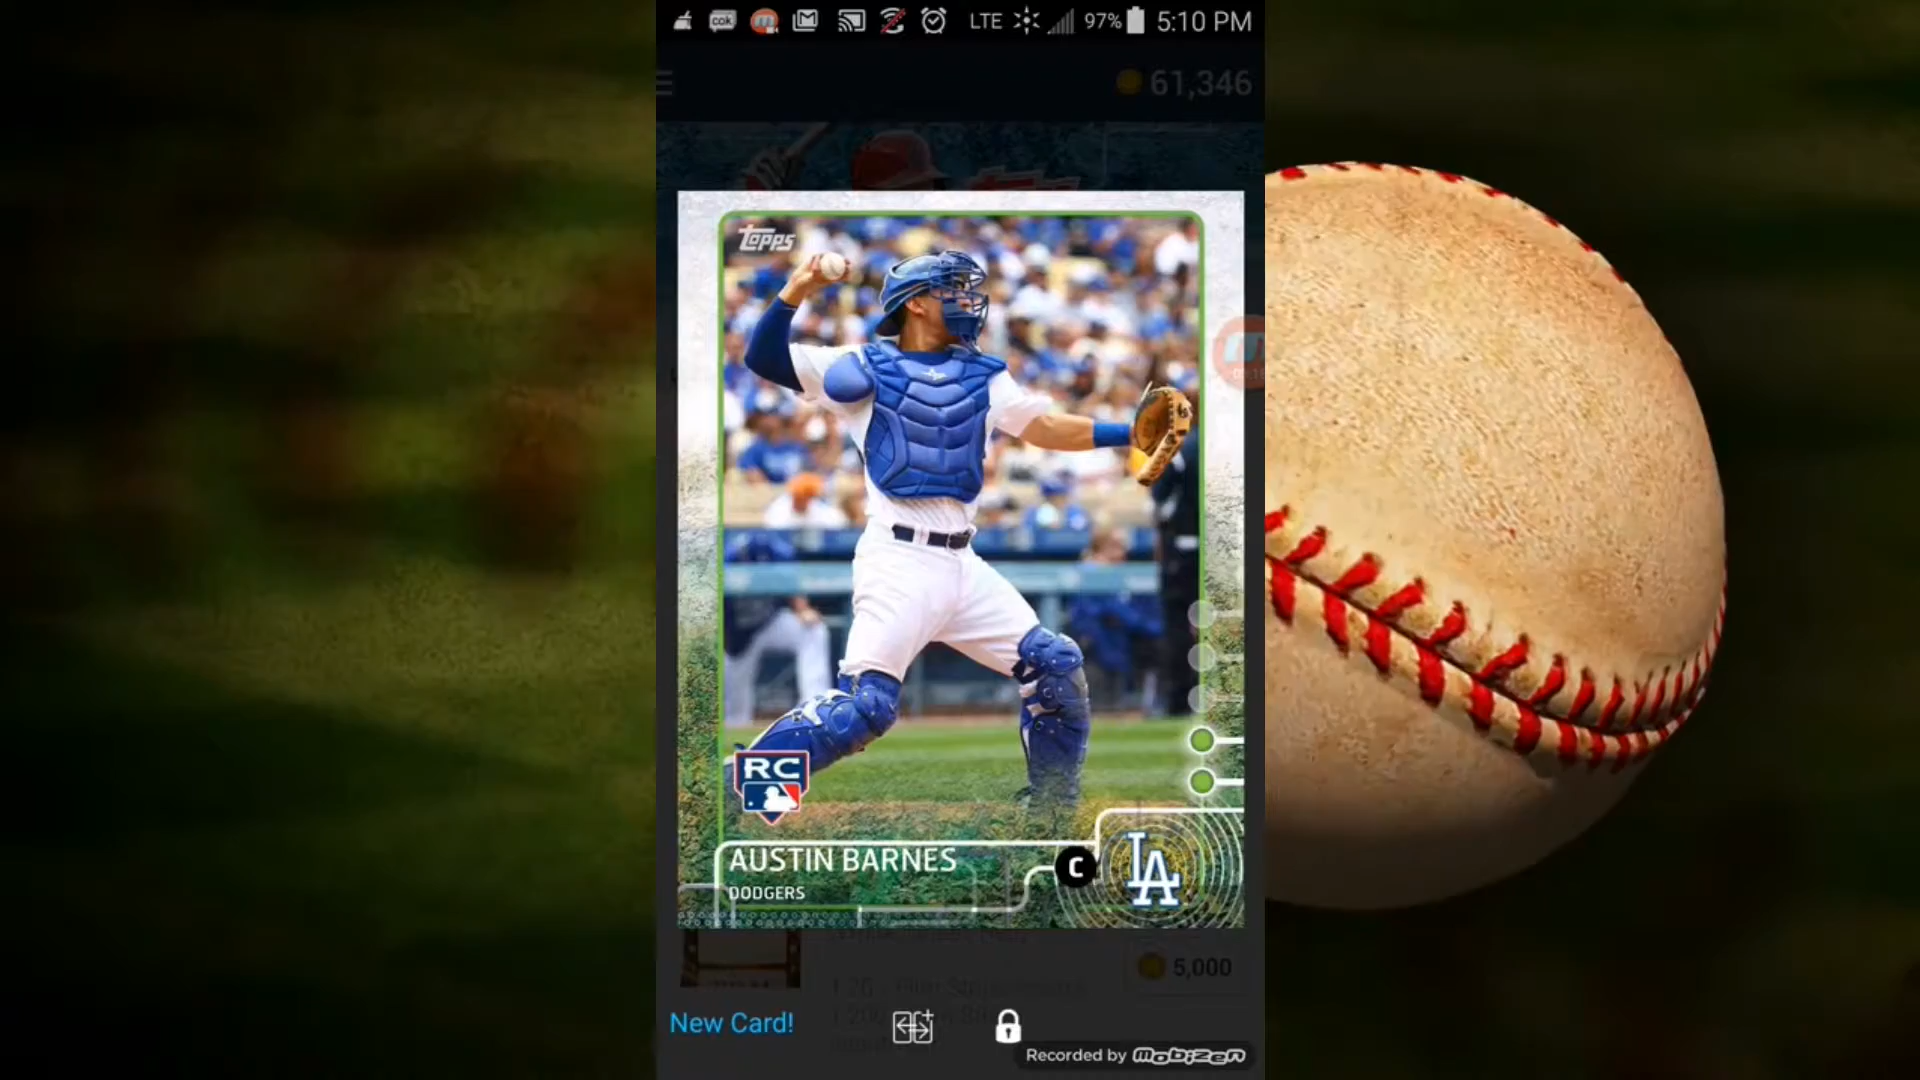 cok
LTE 97% 5:10 PM
61,346
Topps
RC
AUSTIN BARNES
C
LA
DODGERS
5,000
New Card!
Recorded by mobizen